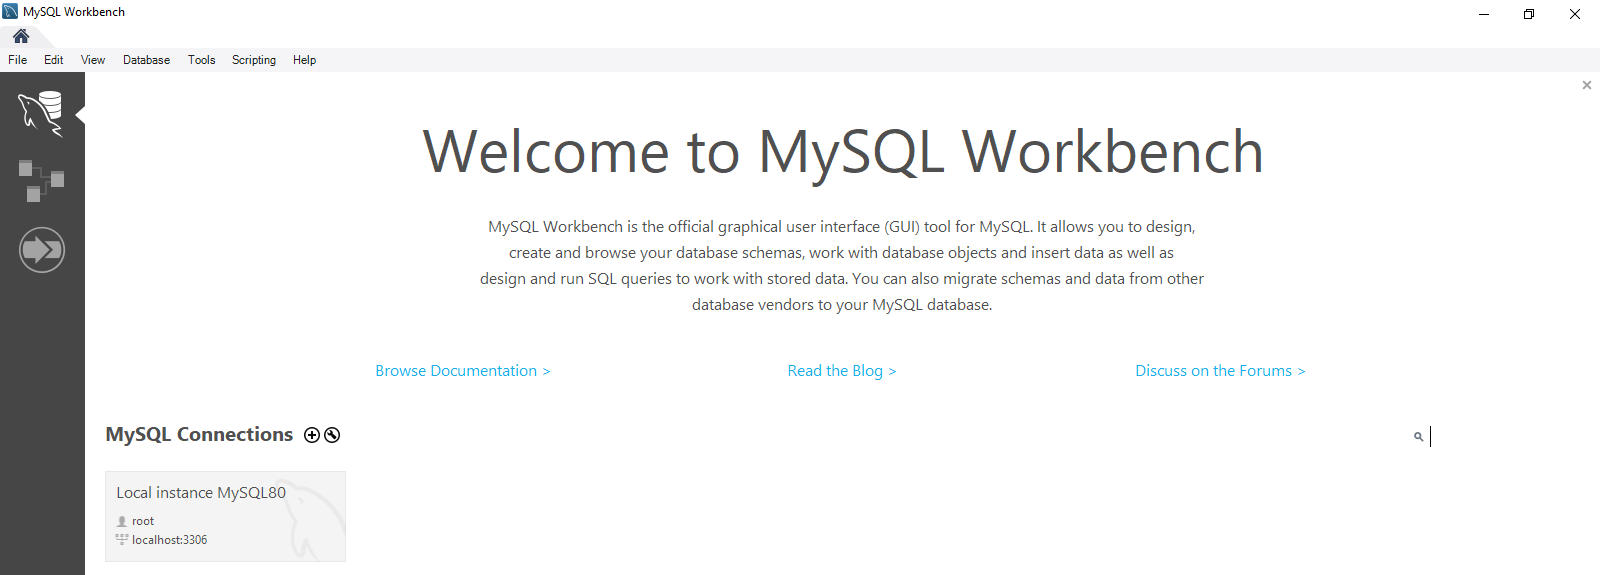 MySQL Workbench
File Edit View Database Tools Scripting Help
Welcome to MySQL Workbench
MySQL Workbench is the official graphical user interface (GUI) tool for MySQL. It allows you to design,
create and browse your database schemas, work with database objects and insert data as well as
design and run SQL queries to work with stored data. You can also migrate schemas and data from other
database vendors to your MySQL database.
Browse Documentation > Read the Blog > Discuss on the Forums >
MySQL Connections
Local instance MySQL80
root
localhost:3306